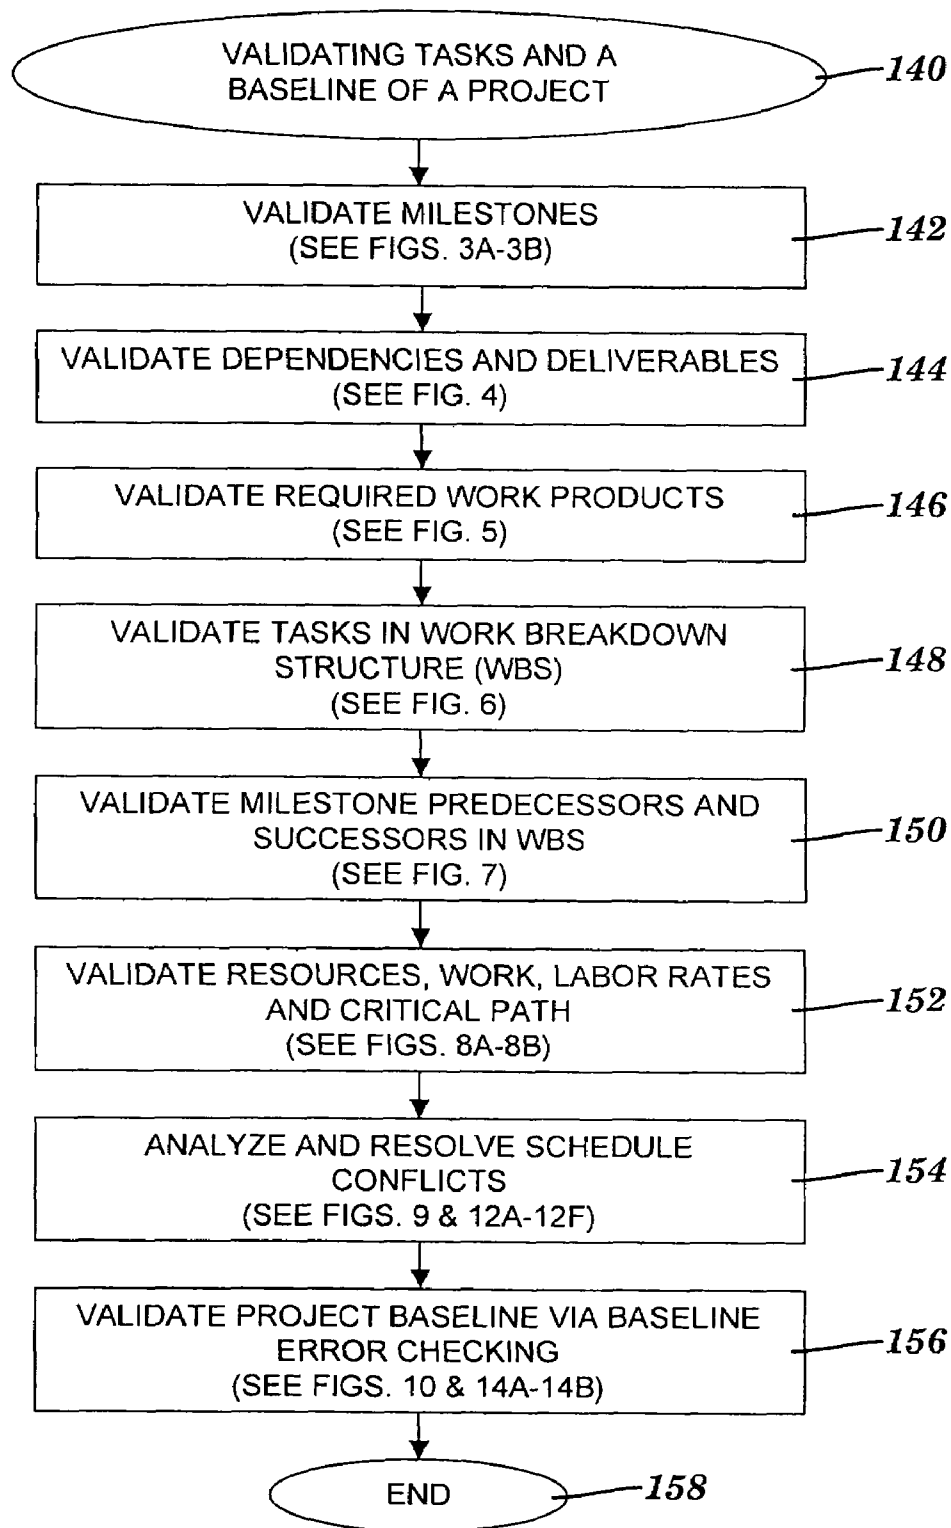 VALIDATING TASKS AND A
BASELINE OF A PROJECT
140
VALIDATE MILESTONES
(SEE FIGS. 3A-3B)
142
VALIDATE DEPENDENCIES AND DELIVERABLES
(SEE FIG. 4)
144
VALIDATE REQUIRED WORK PRODUCTS
(SEE FIG. 5)
146
VALIDATE TASKS IN WORK BREAKDOWN
STRUCTURE (WBS)
(SEE FIG. 6)
148
VALIDATE MILESTONE PREDECESSORS AND
SUCCESSORS IN WBS
(SEE FIG. 7)
150
VALIDATE RESOURCES, WORK, LABOR RATES
AND CRITICAL PATH
(SEE FIGS. 8A-8B)
152
ANALYZE AND RESOLVE SCHEDULE
CONFLICTS
(SEE FIGS. 9 & 12A-12F)
154
VALIDATE PROJECT BASELINE VIA BASELINE
ERROR CHECKING
(SEE FIGS. 10 & 14A-14B)
156
END
158